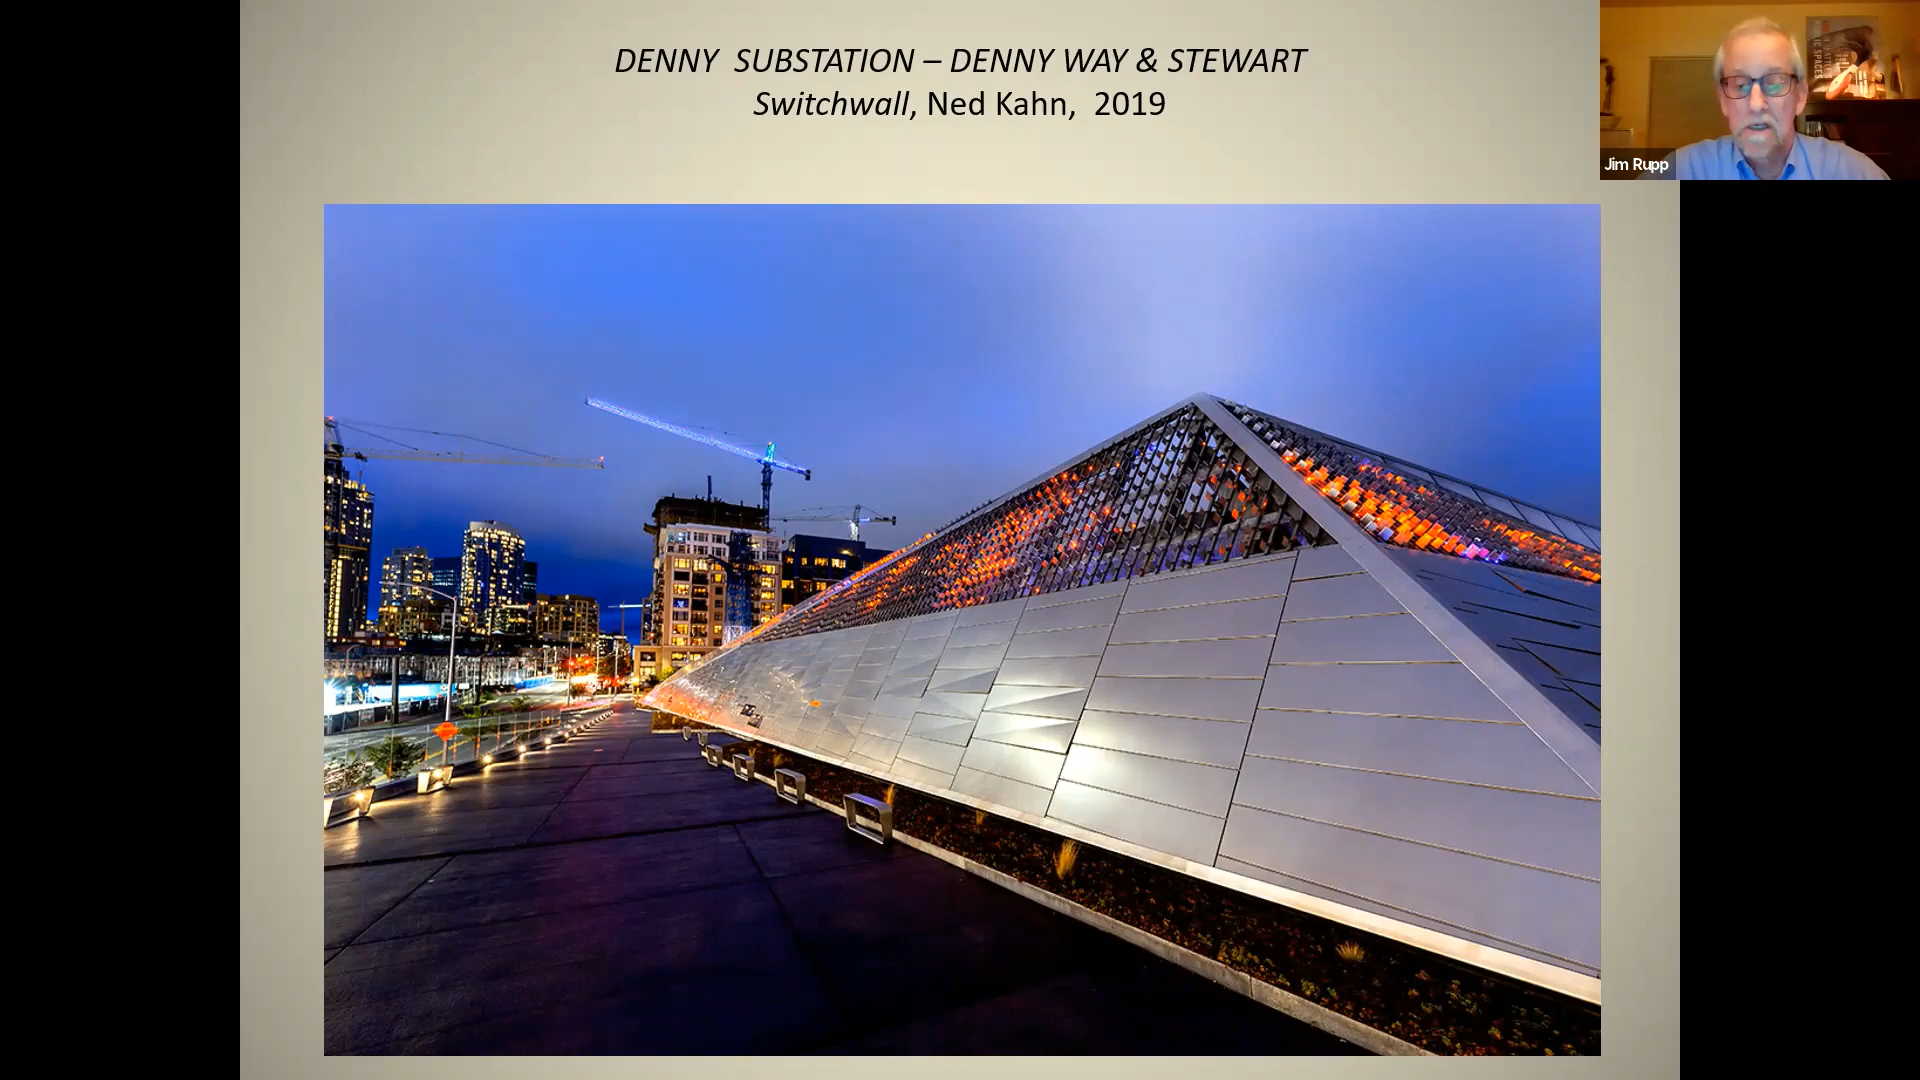 DENNY  SUBSTATION – DENNY WAY & STEWART
Switchwall, Ned Kahn,  2019
Jim Rupp